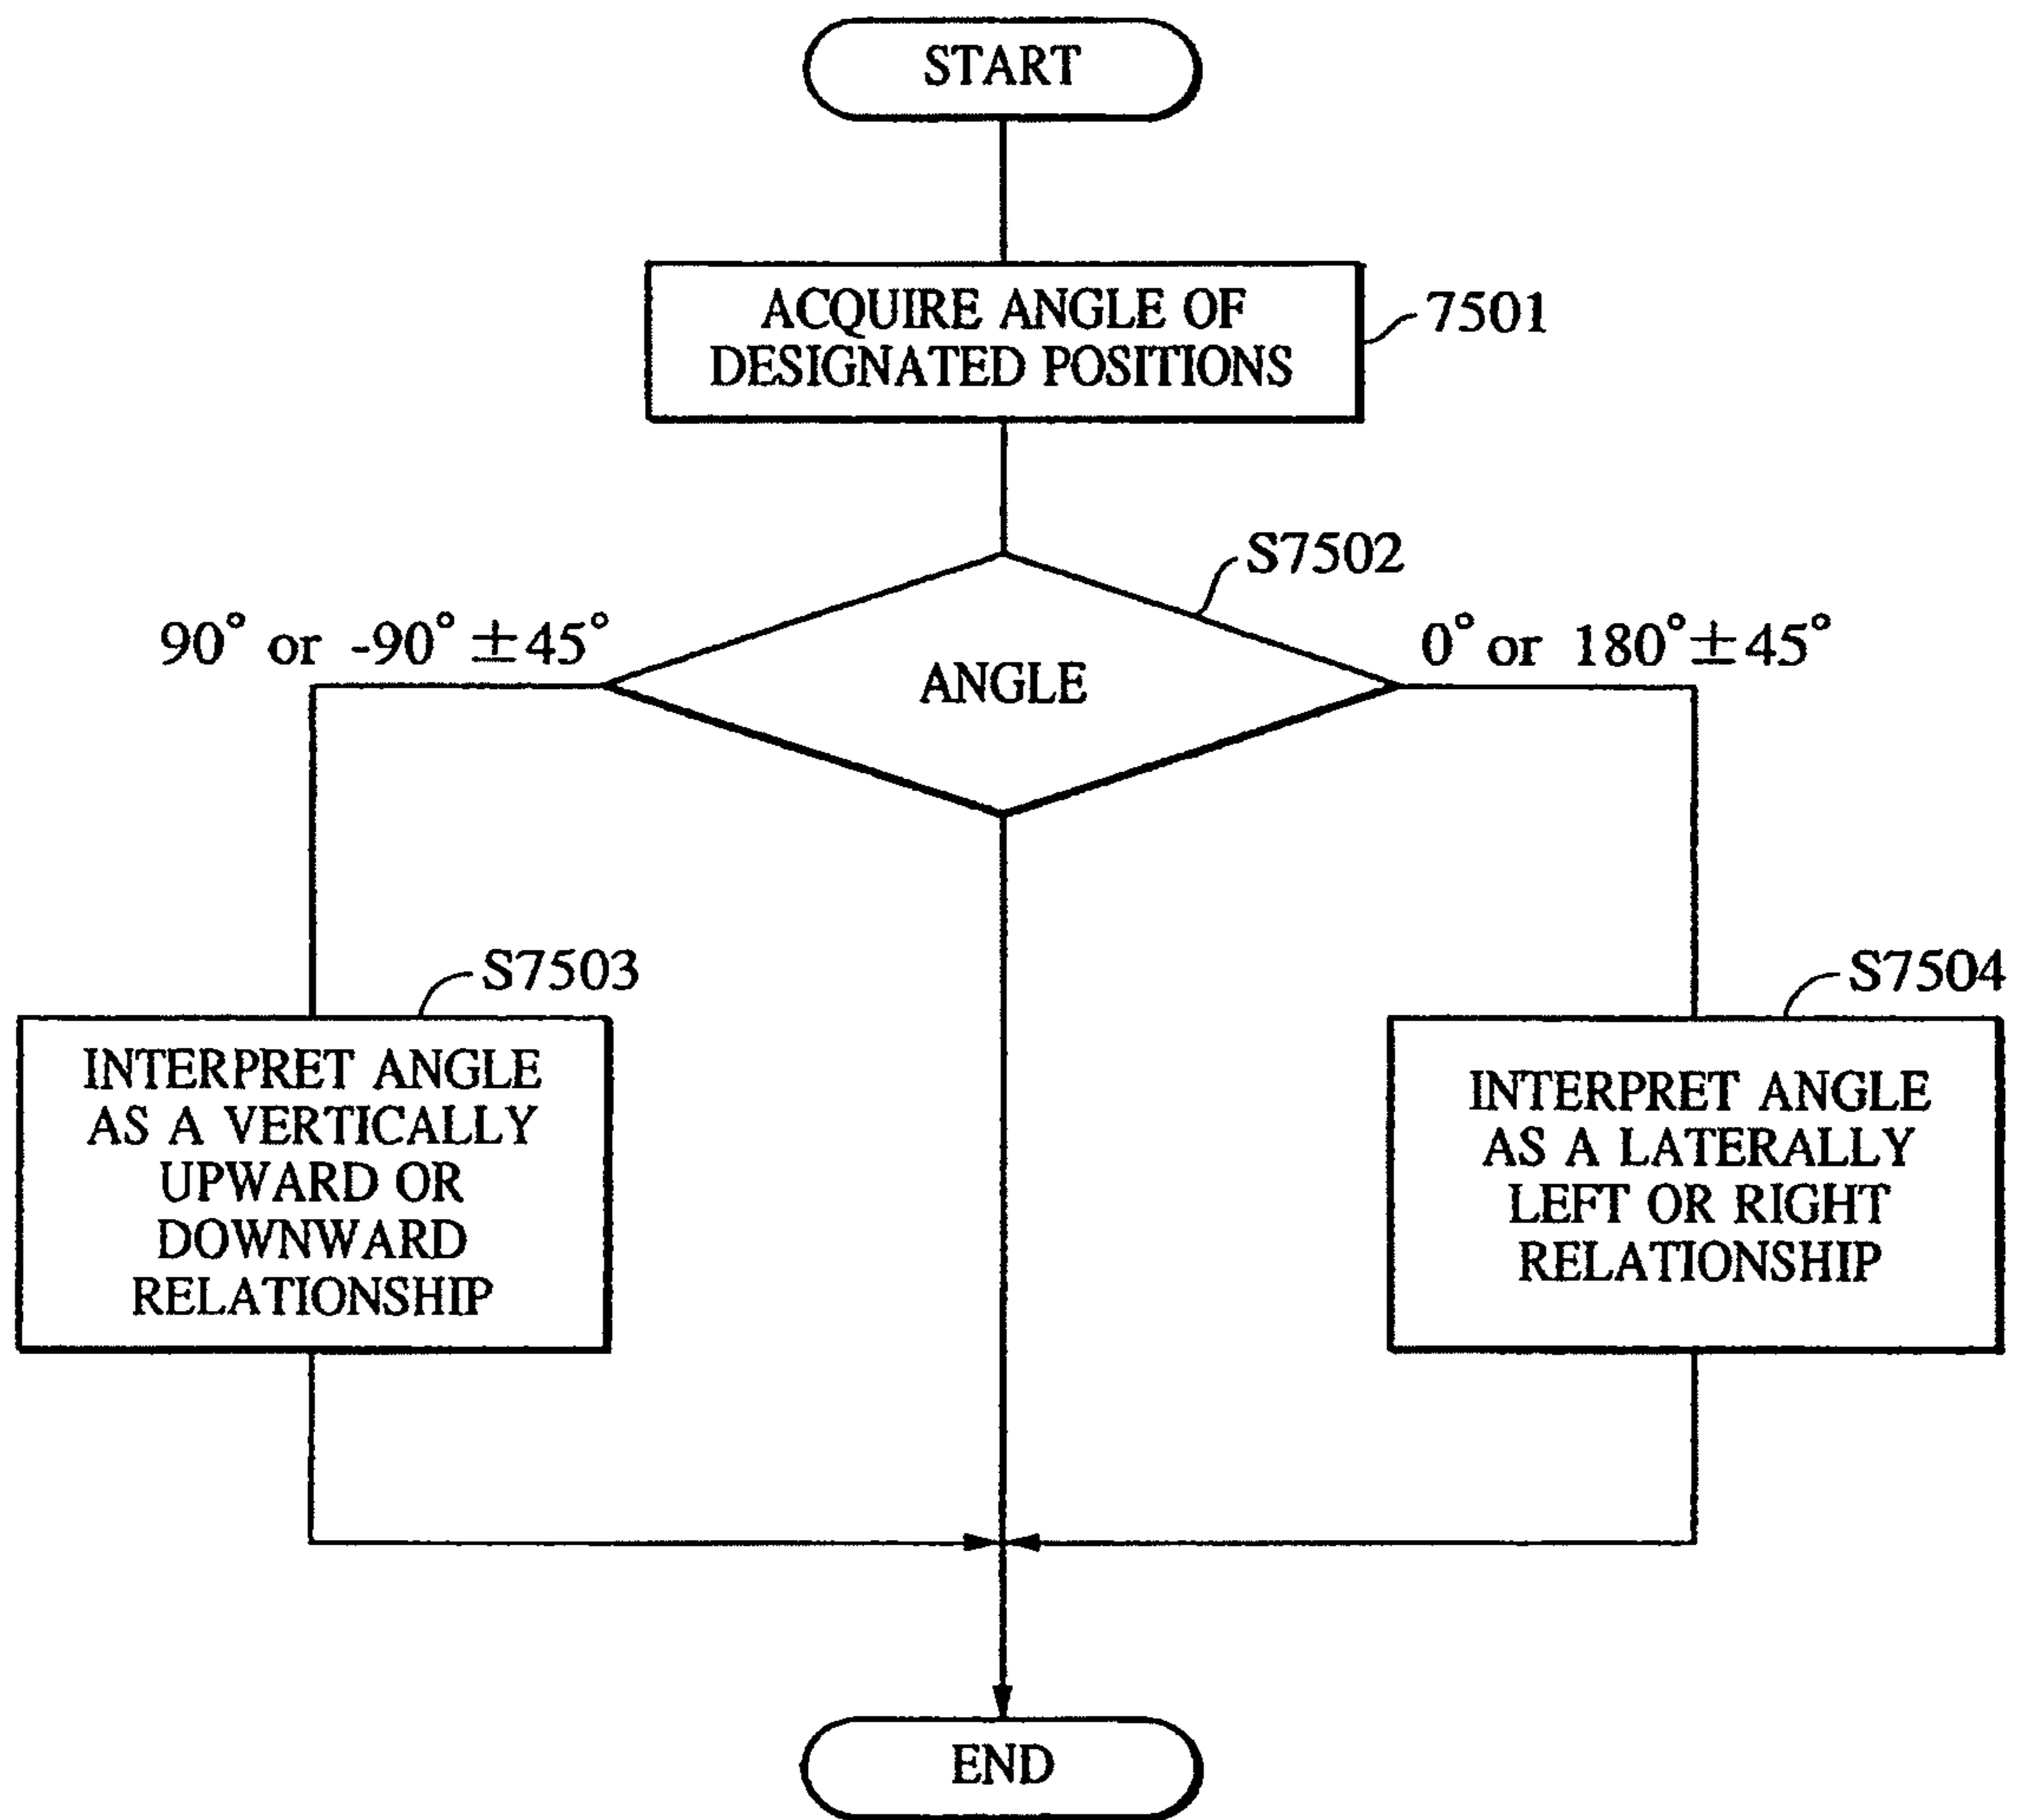 START
ACQUIRE ANGLE OF
DESIGNATED POSITIONS
7501
S7502
90° or -90° ±45°
0° or 180° ±45°
ANGLE
S7503
INTERPRET ANGLE
AS A VERTICALLY
UPWARD OR
DOWNWARD
RELATIONSHIP
S7504
INTERPRET ANGLE
AS A LATERALLY
LEFT OR RIGHT
RELATIONSHIP
END